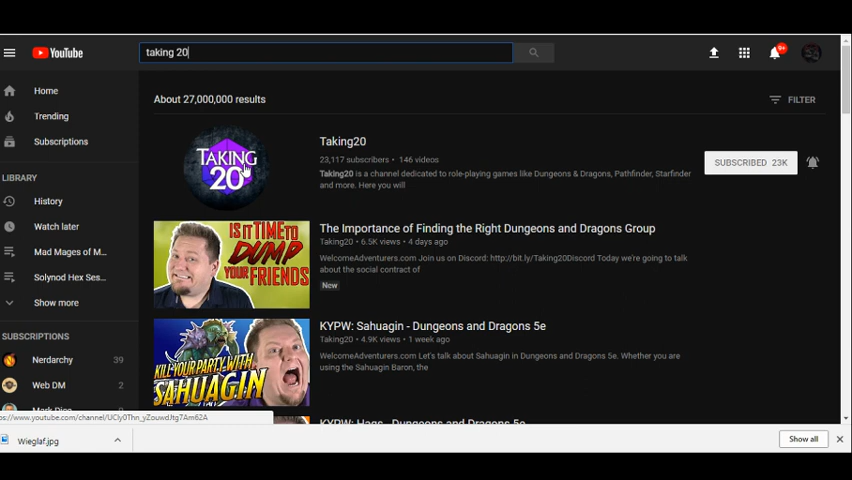 YouTube
taking 20
9+
Home
Trending
Subscriptions
LIBRARY
History
Watch later
Mad Mages of M...
Solynod Hex Ses...
Show more
SUBSCRIPTIONS
Nerdarchy 39
Web DM 2
About 27,000,000 results
FILTER
TAKING
20
Taking20
23,117 subscribers • 146 videos
Taking20 is a channel dedicated to role-playing games like Dungeons & Dragons, Pathfinder, Starfinder
and more. Here you will
SUBSCRIBED 23K
IS IT TIME TO
DUMP
YOUR
FRIENDS
The Importance of Finding the Right Dungeons and Dragons Group
Taking20 • 6.5K views • 4 days ago
WelcomeAdventurers.com Join us on Discord: http://bit.ly/Taking20Discord Today we're going to talk
about the social contract of
New
KILL YOUR PARTY WITH
SAHUAGIN
KYPW: Sahuagin - Dungeons and Dragons 5e
Taking20 • 4.9K views • 1 week ago
WelcomeAdventurers.com Let's talk about Sahuagin in Dungeons and Dragons 5e. Whether you are
using the Sahuagin Baron, the
KYPW: Hags - Dungeons and Dragons 5e
Wieglaf.jpg
Show all